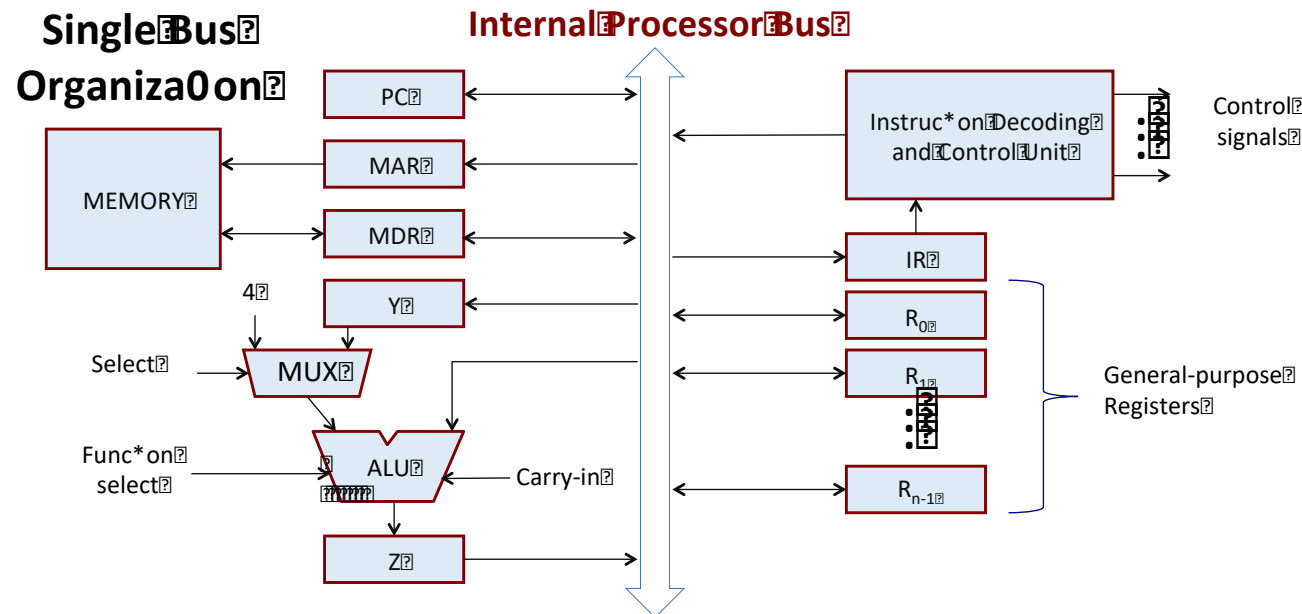 Single Bus
Organiza0on
Internal Processor Bus
PC
MAR
MEMORY
MDR
4
Y
Select
MUX
Func*on
select
ALU
Carry-in
Z
Instruc*on Decoding
and Control Unit
Control
signals
IR
R0
R1
Rn-1
General-purpose
Registers